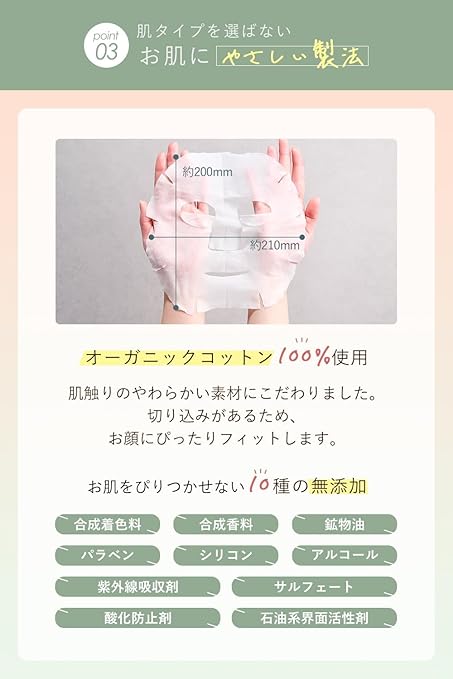 point
03
肌タイプを選ばない
お肌にやさしい製法
約200mm
約210mm
オーガニックコットン100%使用
肌触りのやわらかい素材にこだわりました。
切り込みがあるため、
お顔にぴったりフィットします。
お肌をぴりつかせない10種の無添加
合成着色料 合成香料 鉱物油
パラベン シリコン アルコール
紫外線吸収剤 サルフェート
酸化防止剤 石油系界面活性剤